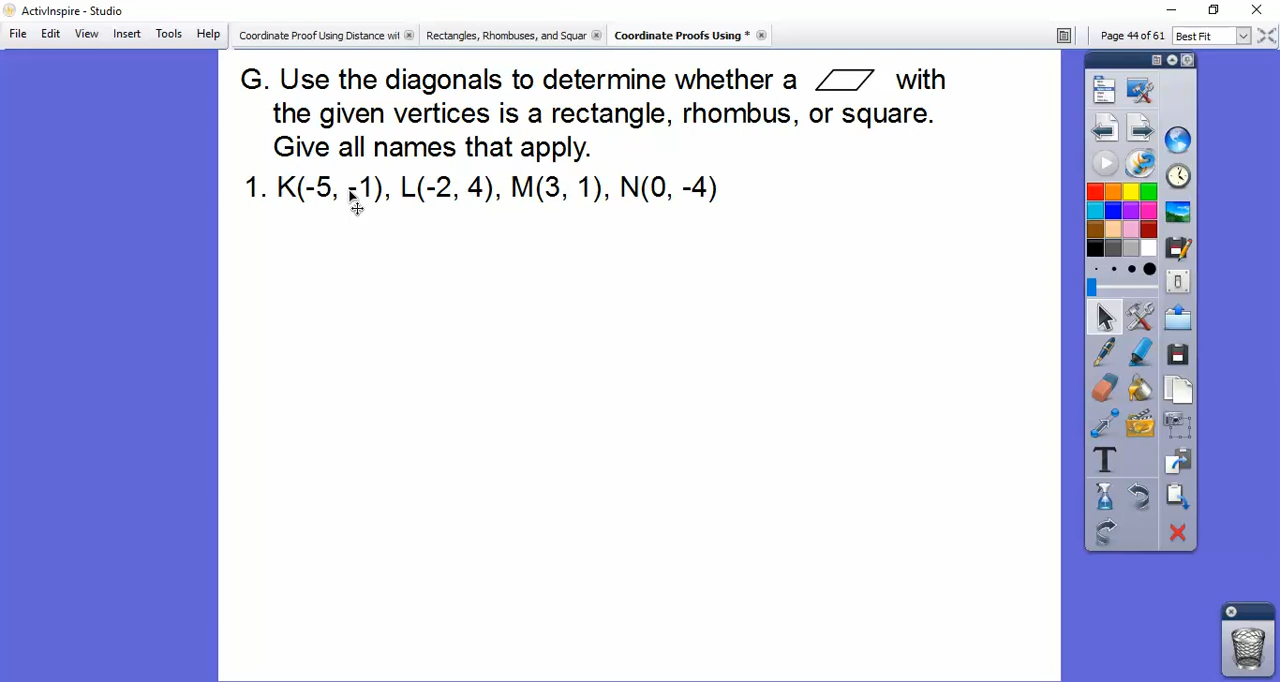 ActivInspire - Studio
File Edit View Insert Tools Help
Coordinate Proof Using Distance wit
Rectangles, Rhombuses, and Squar
Coordinate Proofs Using *
Page 44 of 61
Best Fit
G. Use the diagonals to determine whether a with
the given vertices is a rectangle, rhombus, or square.
Give all names that apply.
1. K(-5, -1), L(-2, 4), M(3, 1), N(0, -4)
T